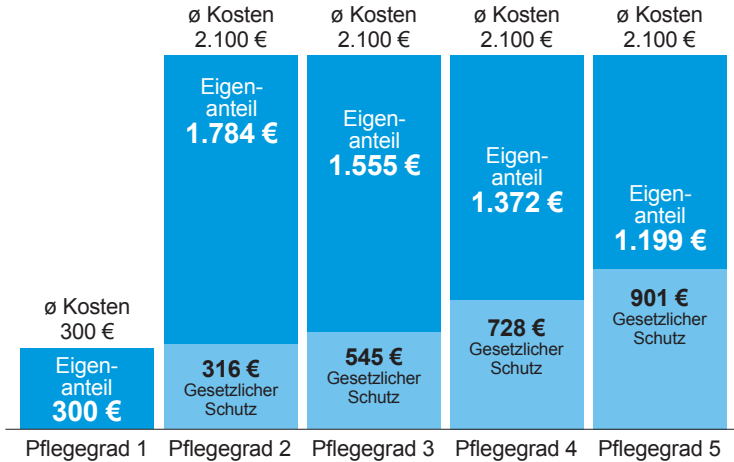 ø Kosten
300 €
Eigen-
anteil
300 €
Pflegegrad 1
ø Kosten
2.100 €
Eigen-
anteil
1.784 €
316 €
Gesetzlicher
Schutz
Pflegegrad 2
ø Kosten
2.100 €
Eigen-
anteil
1.555 €
545 €
Gesetzlicher
Schutz
Pflegegrad 3
ø Kosten
2.100 €
Eigen-
anteil
1.372 €
728 €
Gesetzlicher
Schutz
Pflegegrad 4
ø Kosten
2.100 €
Eigen-
anteil
1.199 €
901 €
Gesetzlicher
Schutz
Pflegegrad 5